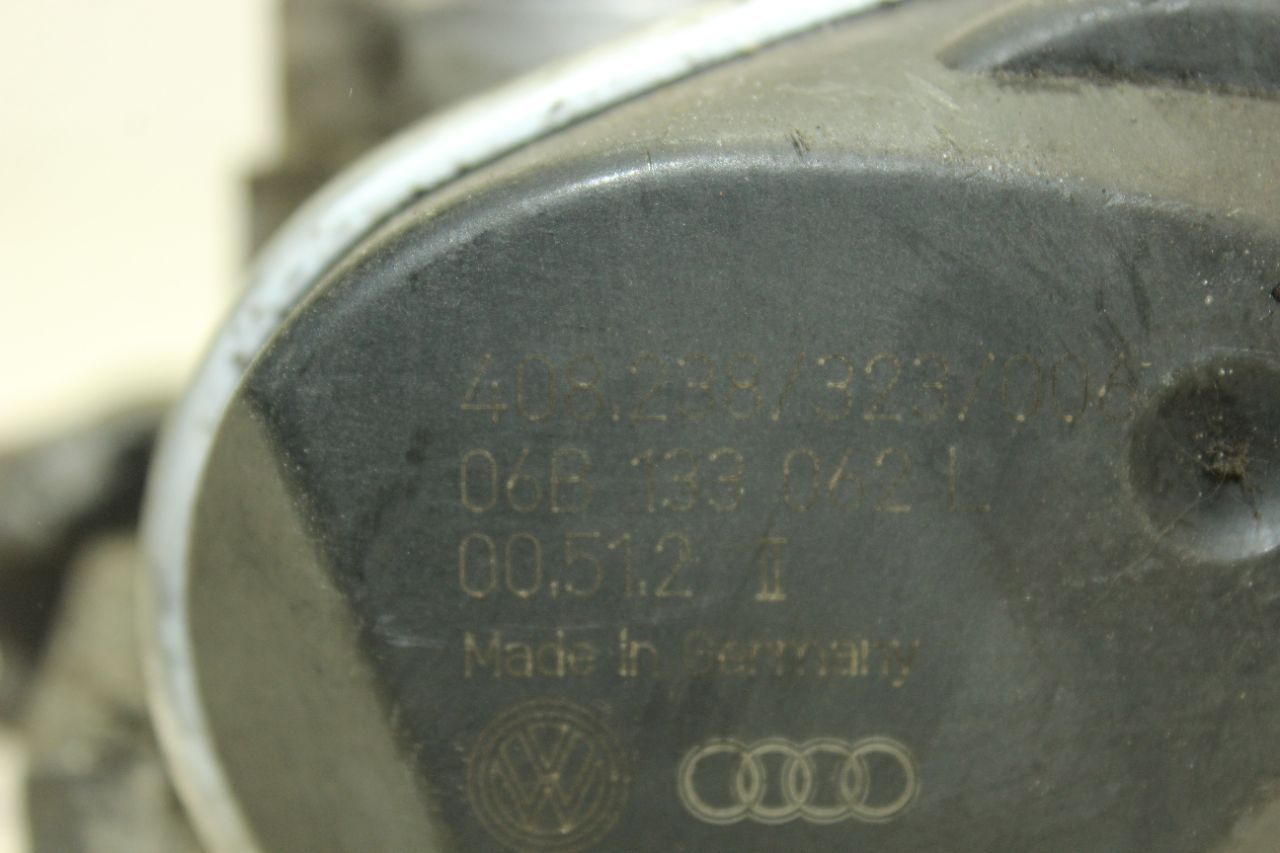 408.238/323/006
06B 133 062 L
00.51.2 II
Made in Germany